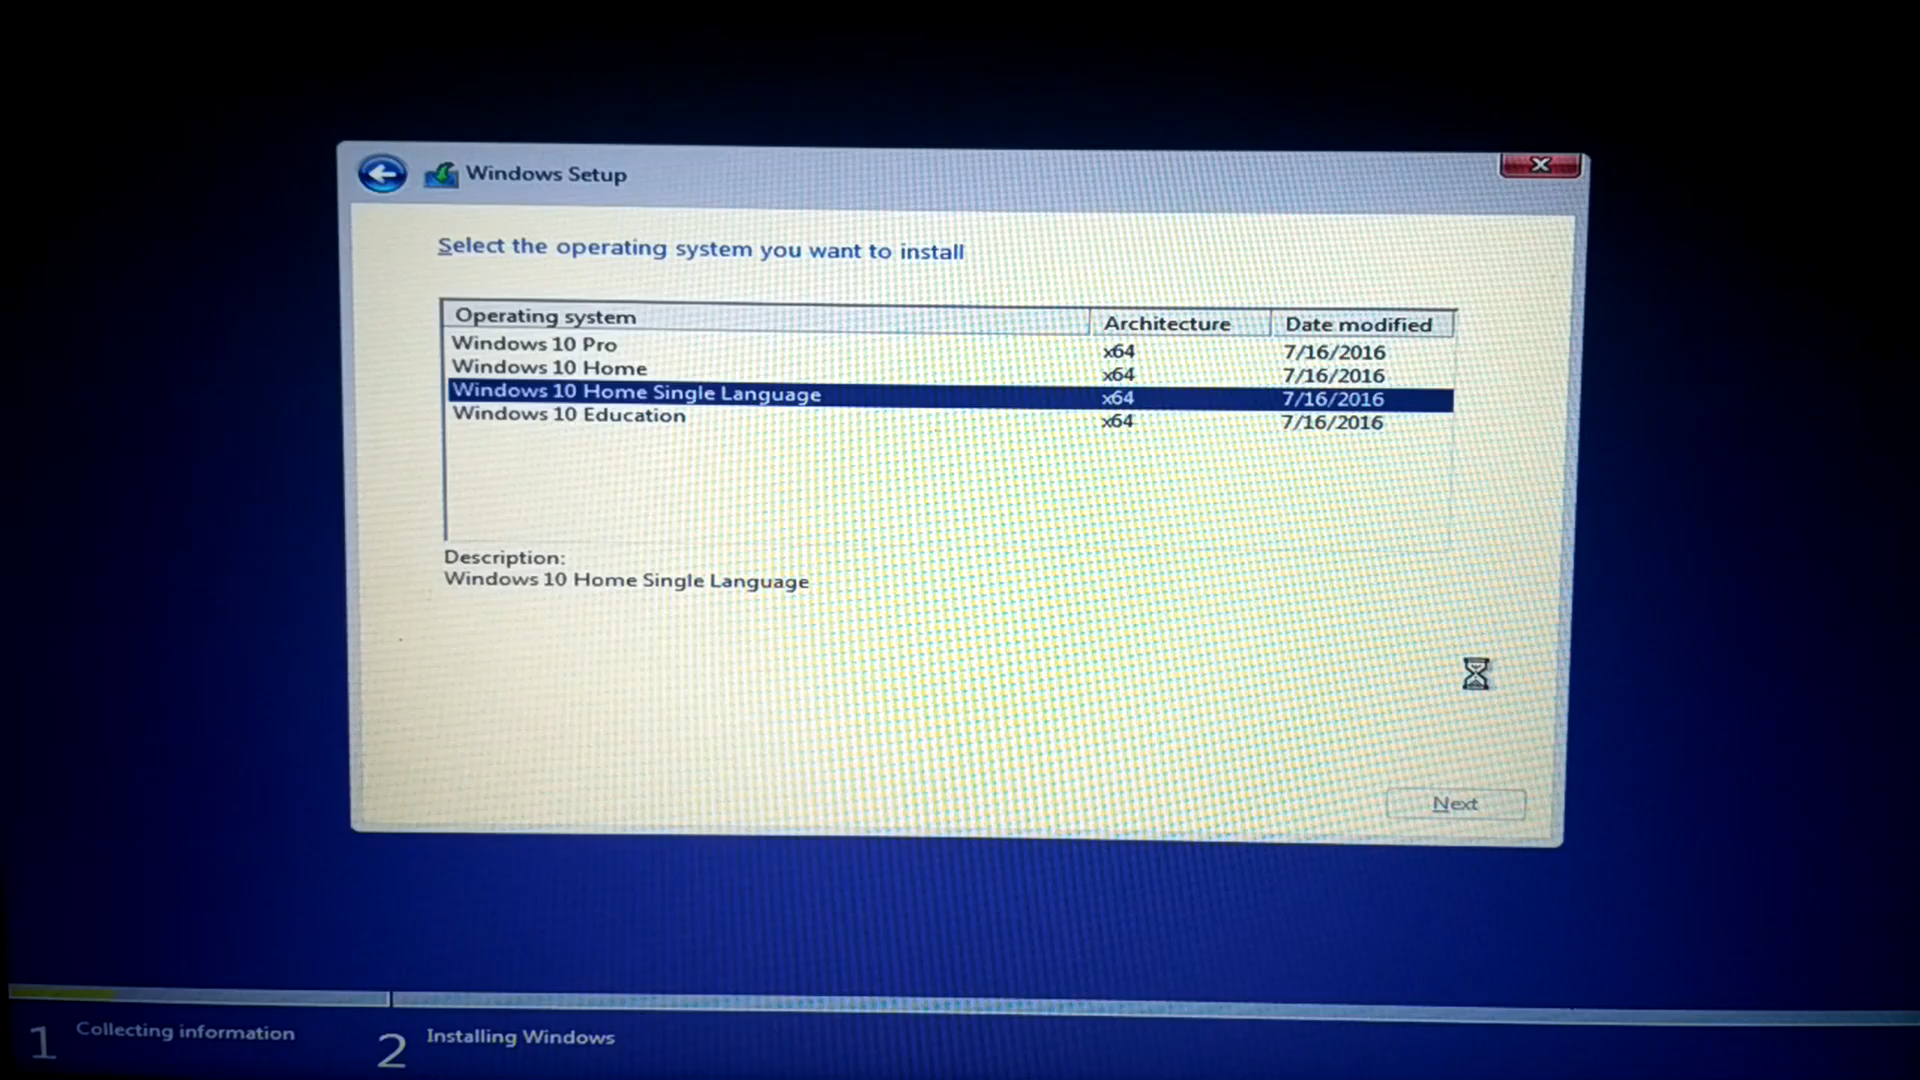 Windows Setup
Select the operating system you want to install
Operating system Architecture Date modified
Windows 10 Pro x64 7/16/2016
Windows 10 Home x64 7/16/2016
Windows 10 Home Single Language x64 7/16/2016
Windows 10 Education x64 7/16/2016
Description:
Windows 10 Home Single Language
Next
1 Collecting information
2 Installing Windows